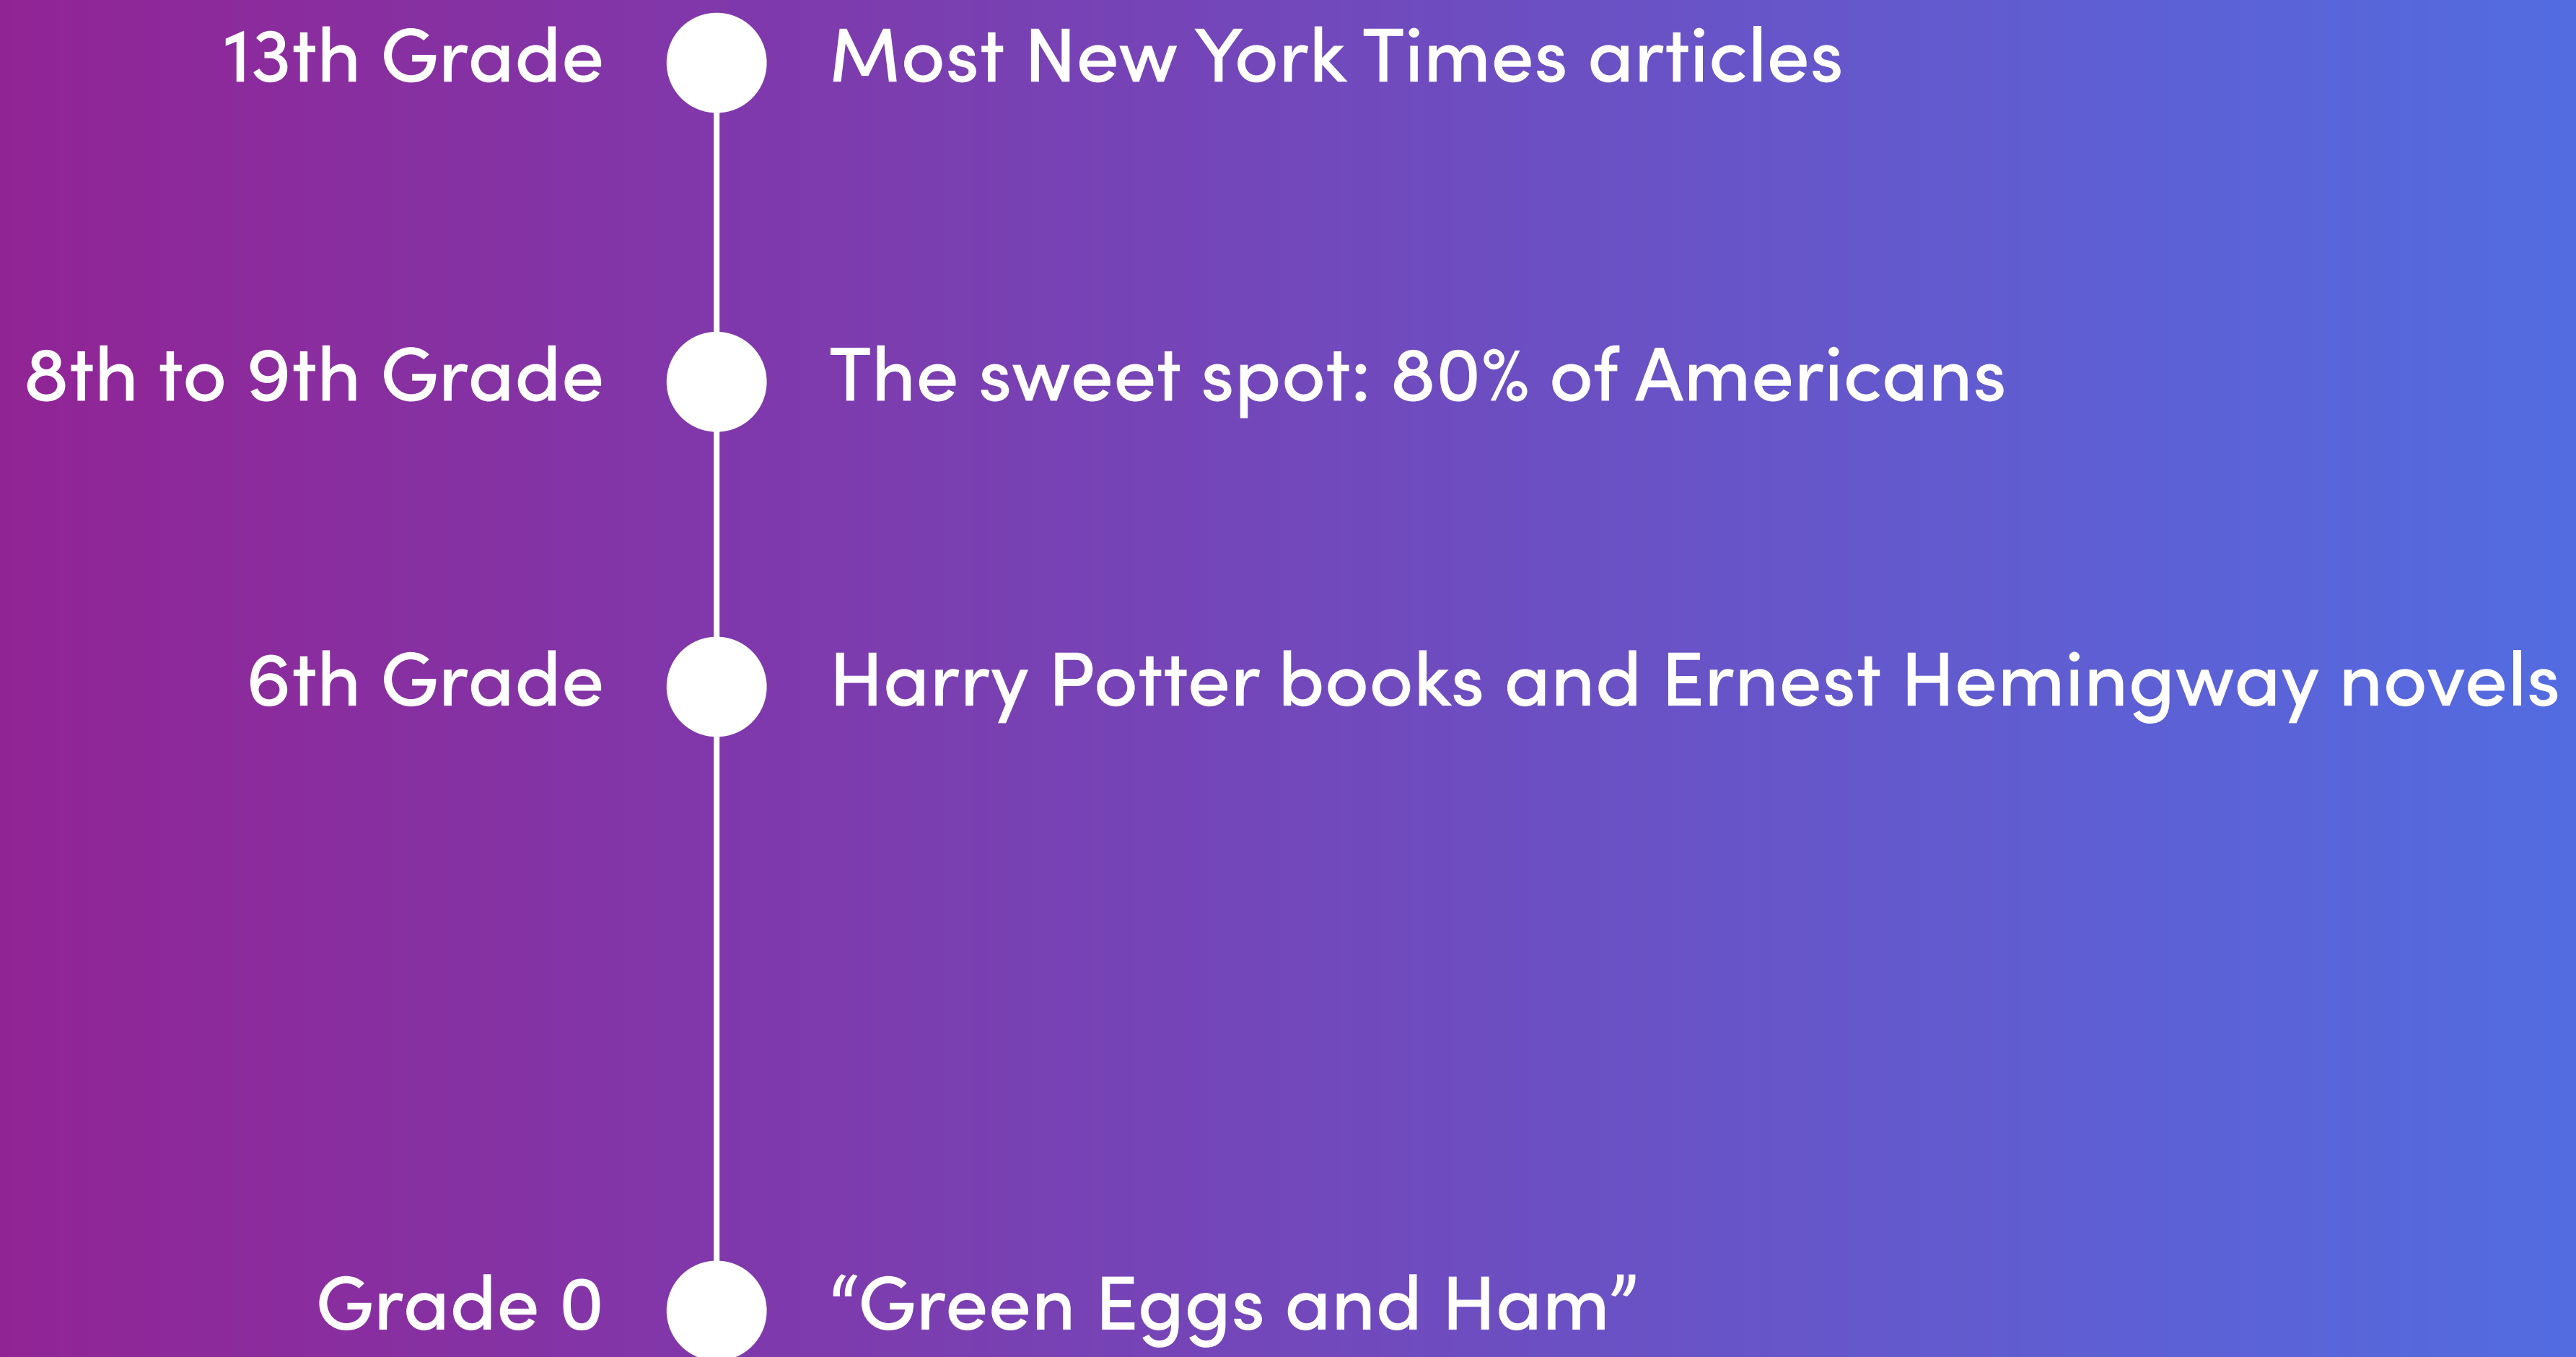 13th Grade Most New York Times articles
8th to 9th Grade The sweet spot: 80% of Americans
6th Grade Harry Potter books and Ernest Hemingway novels
Grade 0 “Green Eggs and Ham”